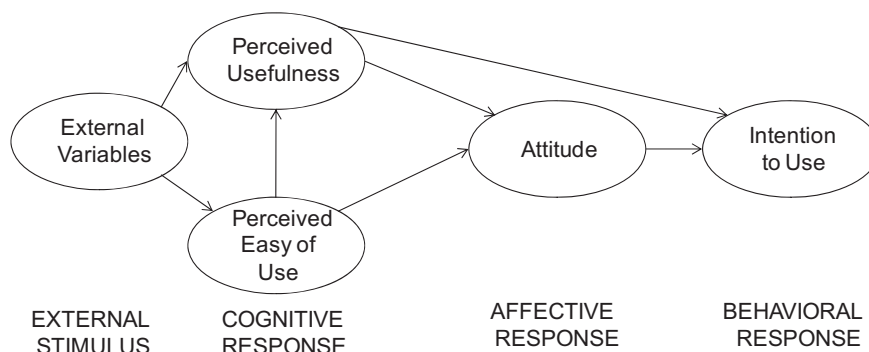 Perceived
Usefulness
External
Variables
Attitude
Intention
to Use
Perceived
Easy of
Use
EXTERNAL
STIMULUS
COGNITIVE
RESPONSE
AFFECTIVE
RESPONSE
BEHAVIORAL
RESPONSE